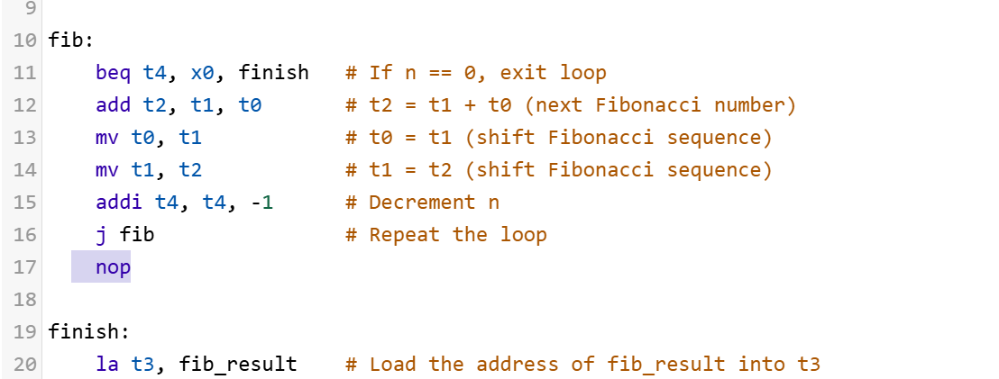 9
10 fib:
11     beq t4, x0, finish   # If n == 0, exit loop
12     add t2, t1, t0       # t2 = t1 + t0 (next Fibonacci number)
13     mv t0, t1            # t0 = t1 (shift Fibonacci sequence)
14     mv t1, t2            # t1 = t2 (shift Fibonacci sequence)
15     addi t4, t4, -1      # Decrement n
16     j fib                # Repeat the loop
17     nop
18
19 finish:
20     la t3, fib_result    # Load the address of fib_result into t3